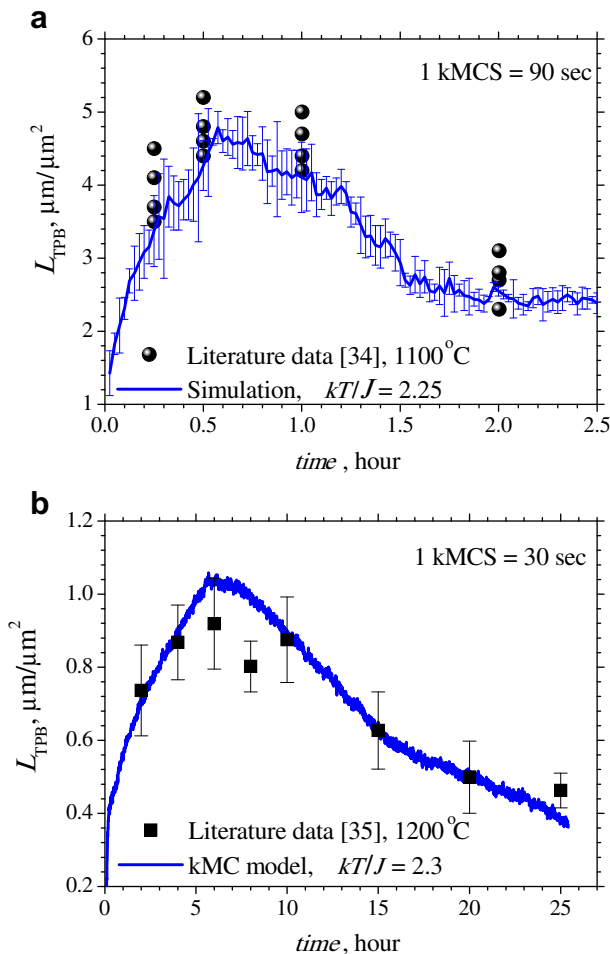 a
6
5
4
3
2
1
L_TPB, μm/μm²
1 kMCS = 90 sec
Literature data [34], 1100°C
Simulation, kT/J = 2.25
0.0 0.5 1.0 1.5 2.0 2.5
time, hour
b
1.2
1.0
0.8
0.6
0.4
0.2
L_TPB, μm/μm²
1 kMCS = 30 sec
Literature data [35], 1200°C
kMC model, kT/J = 2.3
0 5 10 15 20 25
time, hour